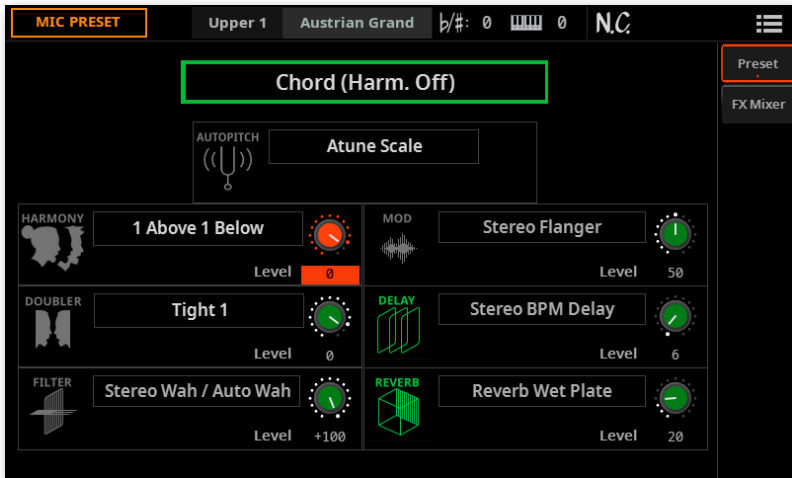 MIC PRESET Upper 1 Austrian Grand b/#: 0 0 N.C.
Preset
FX Mixer
Chord (Harm. Off)
AUTOPITCH
Atune Scale
HARMONY
1 Above 1 Below
Level 0
MOD
Stereo Flanger
Level 50
DOUBLER
Tight 1
Level 0
DELAY
Stereo BPM Delay
Level 6
FILTER
Stereo Wah / Auto Wah
Level +100
REVERB
Reverb Wet Plate
Level 20